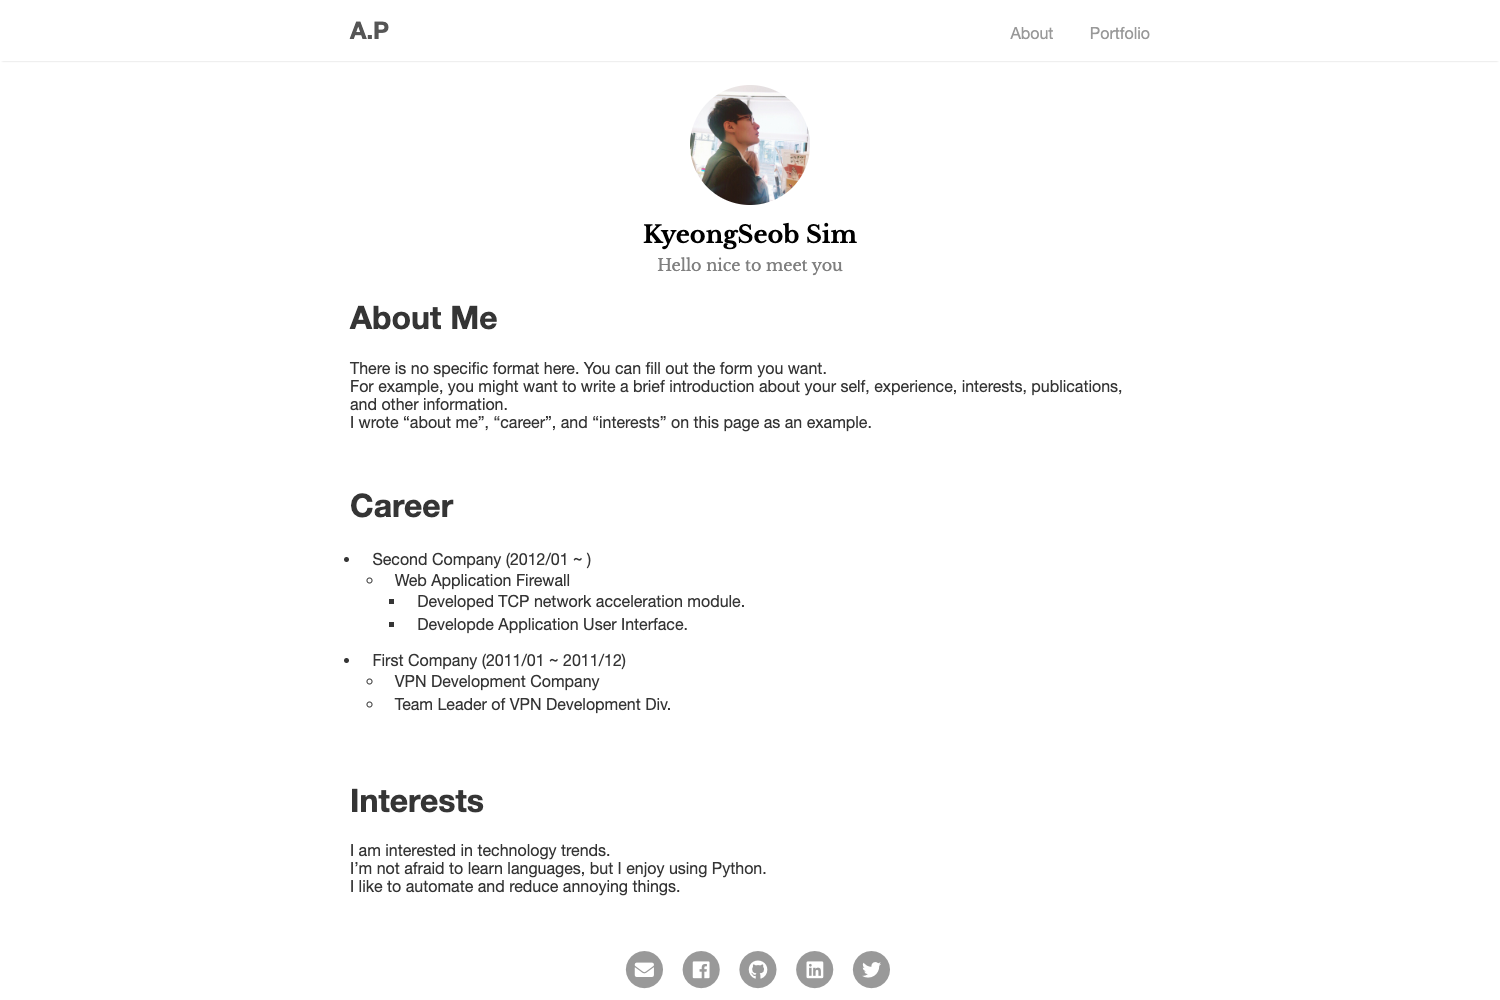 A.P
About Portfolio
KyeongSeob Sim
Hello nice to meet you
About Me
There is no specific format here. You can fill out the form you want.
For example, you might want to write a brief introduction about your self, experience, interests, publications,
and other information.
I wrote “about me”, “career”, and “interests” on this page as an example.
Career
Second Company (2012/01 ~ )
Web Application Firewall
Developed TCP network acceleration module.
Developde Application User Interface.
First Company (2011/01 ~ 2011/12)
VPN Development Company
Team Leader of VPN Development Div.
Interests
I am interested in technology trends.
I’m not afraid to learn languages, but I enjoy using Python.
I like to automate and reduce annoying things.